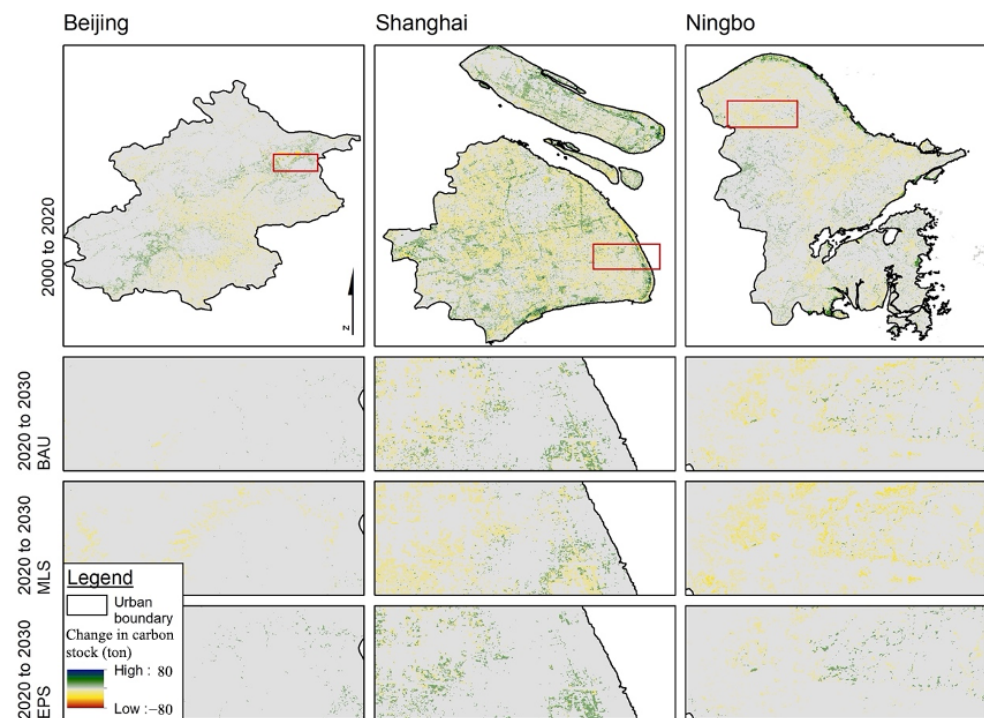 Beijing
Shanghai
Ningbo
2000 to 2020
N
2020 to 2030
BAU
2020 to 2030
MLS
2020 to 2030
EPS
Legend
Urban
boundary
Change in carbon
stock (ton)
High : 80
Low :−80